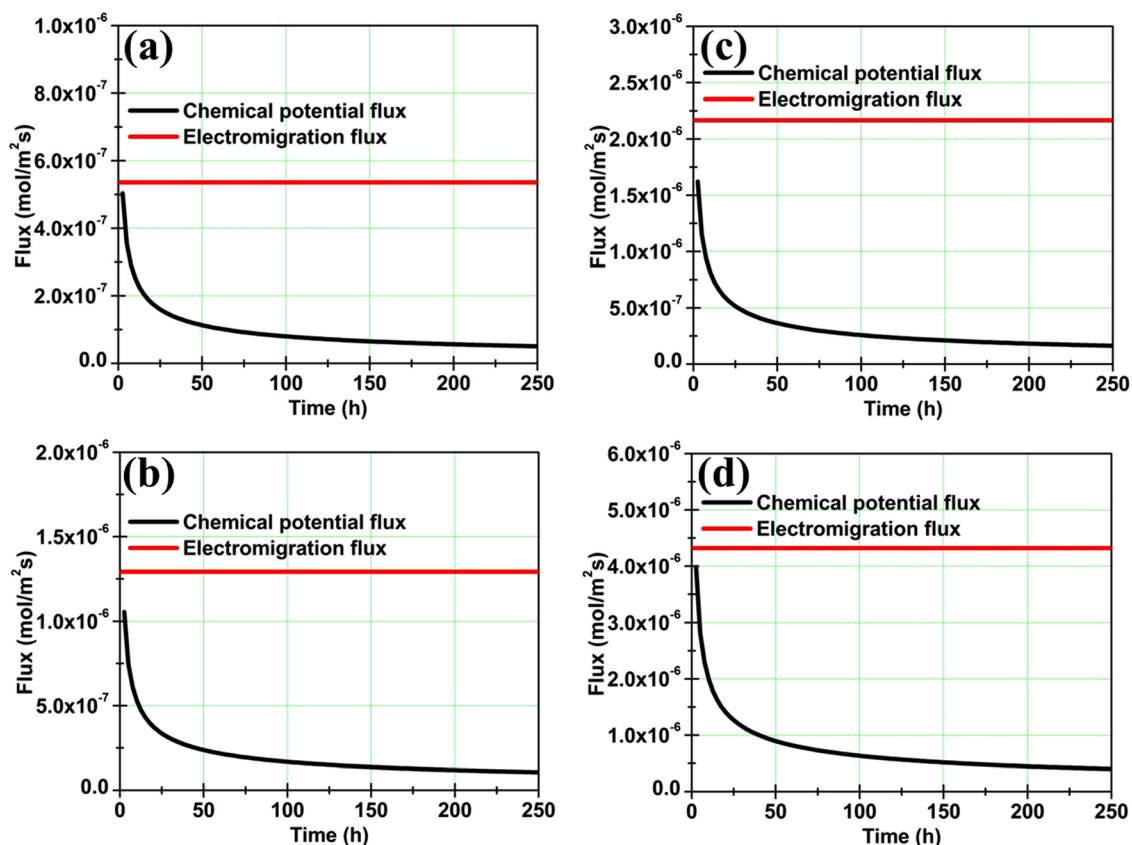 (a)
1.0x10⁻⁶
8.0x10⁻⁷
6.0x10⁻⁷
4.0x10⁻⁷
2.0x10⁻⁷
0.0
Flux (mol/m²s)
Chemical potential flux
Electromigration flux
0 50 100 150 200 250
Time (h)
(c)
3.0x10⁻⁶
2.5x10⁻⁶
2.0x10⁻⁶
1.5x10⁻⁶
1.0x10⁻⁶
5.0x10⁻⁷
0.0
Flux (mol/m²s)
Chemical potential flux
Electromigration flux
0 50 100 150 200 250
Time (h)
(b)
2.0x10⁻⁶
1.5x10⁻⁶
1.0x10⁻⁶
5.0x10⁻⁷
0.0
Flux (mol/m²s)
Chemical potential flux
Electromigration flux
0 50 100 150 200 250
Time (h)
(d)
6.0x10⁻⁶
5.0x10⁻⁶
4.0x10⁻⁶
3.0x10⁻⁶
2.0x10⁻⁶
1.0x10⁻⁶
0.0
Flux (mol/m²s)
Chemical potential flux
Electromigration flux
0 50 100 150 200 250
Time (h)